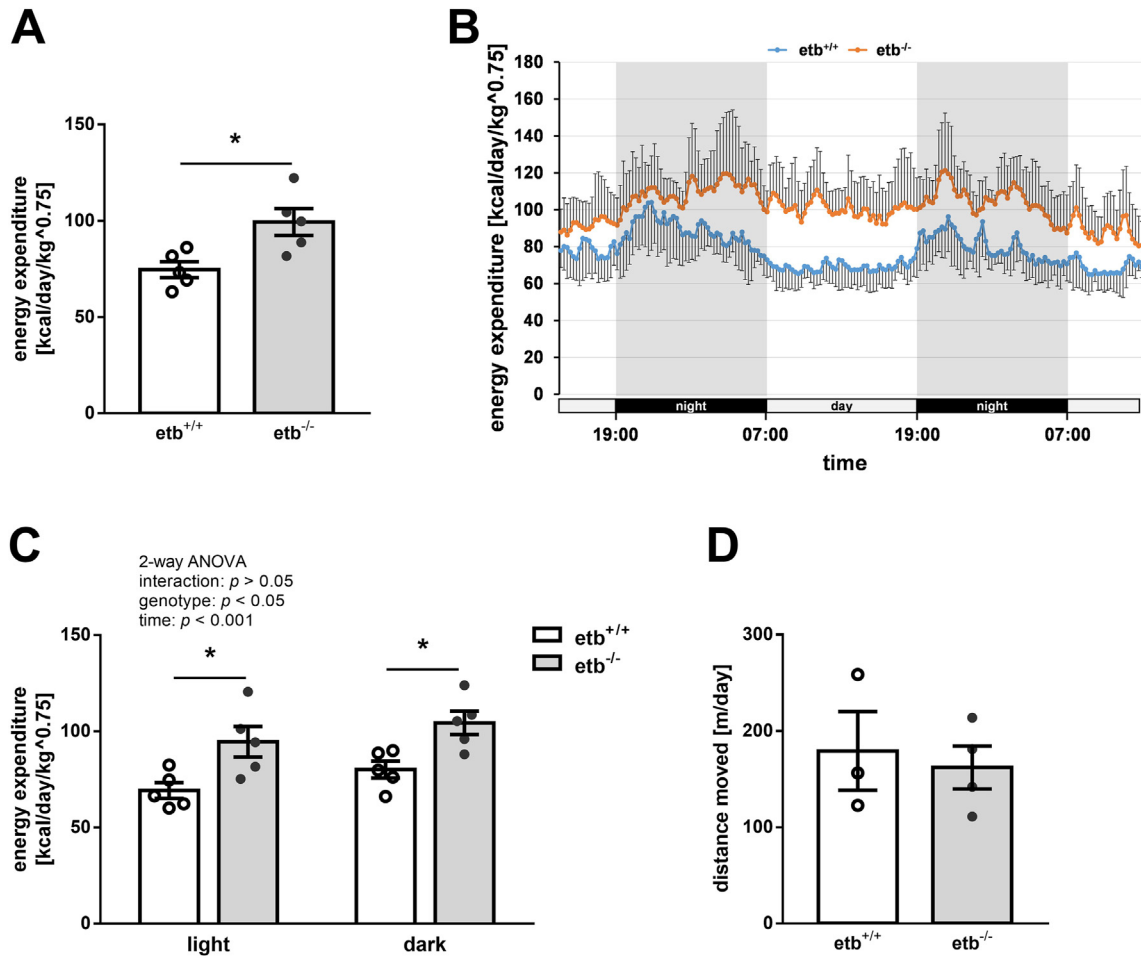 A
energy expenditure
[kcal/day/kg^0.75]
150
100
50
0
*
etb+/+
etb-/-
B
etb+/+
etb-/-
energy expenditure [kcal/day/kg^0.75]
180
160
140
120
100
80
60
40
20
0
night
day
night
19:00
07:00
19:00
07:00
time
C
2-way ANOVA
interaction: p > 0.05
genotype: p < 0.05
time: p < 0.001
energy expenditure
[kcal/day/kg^0.75]
150
100
50
0
*
*
etb+/+
etb-/-
light
dark
D
distance moved [m/day]
300
200
100
0
etb+/+
etb-/-